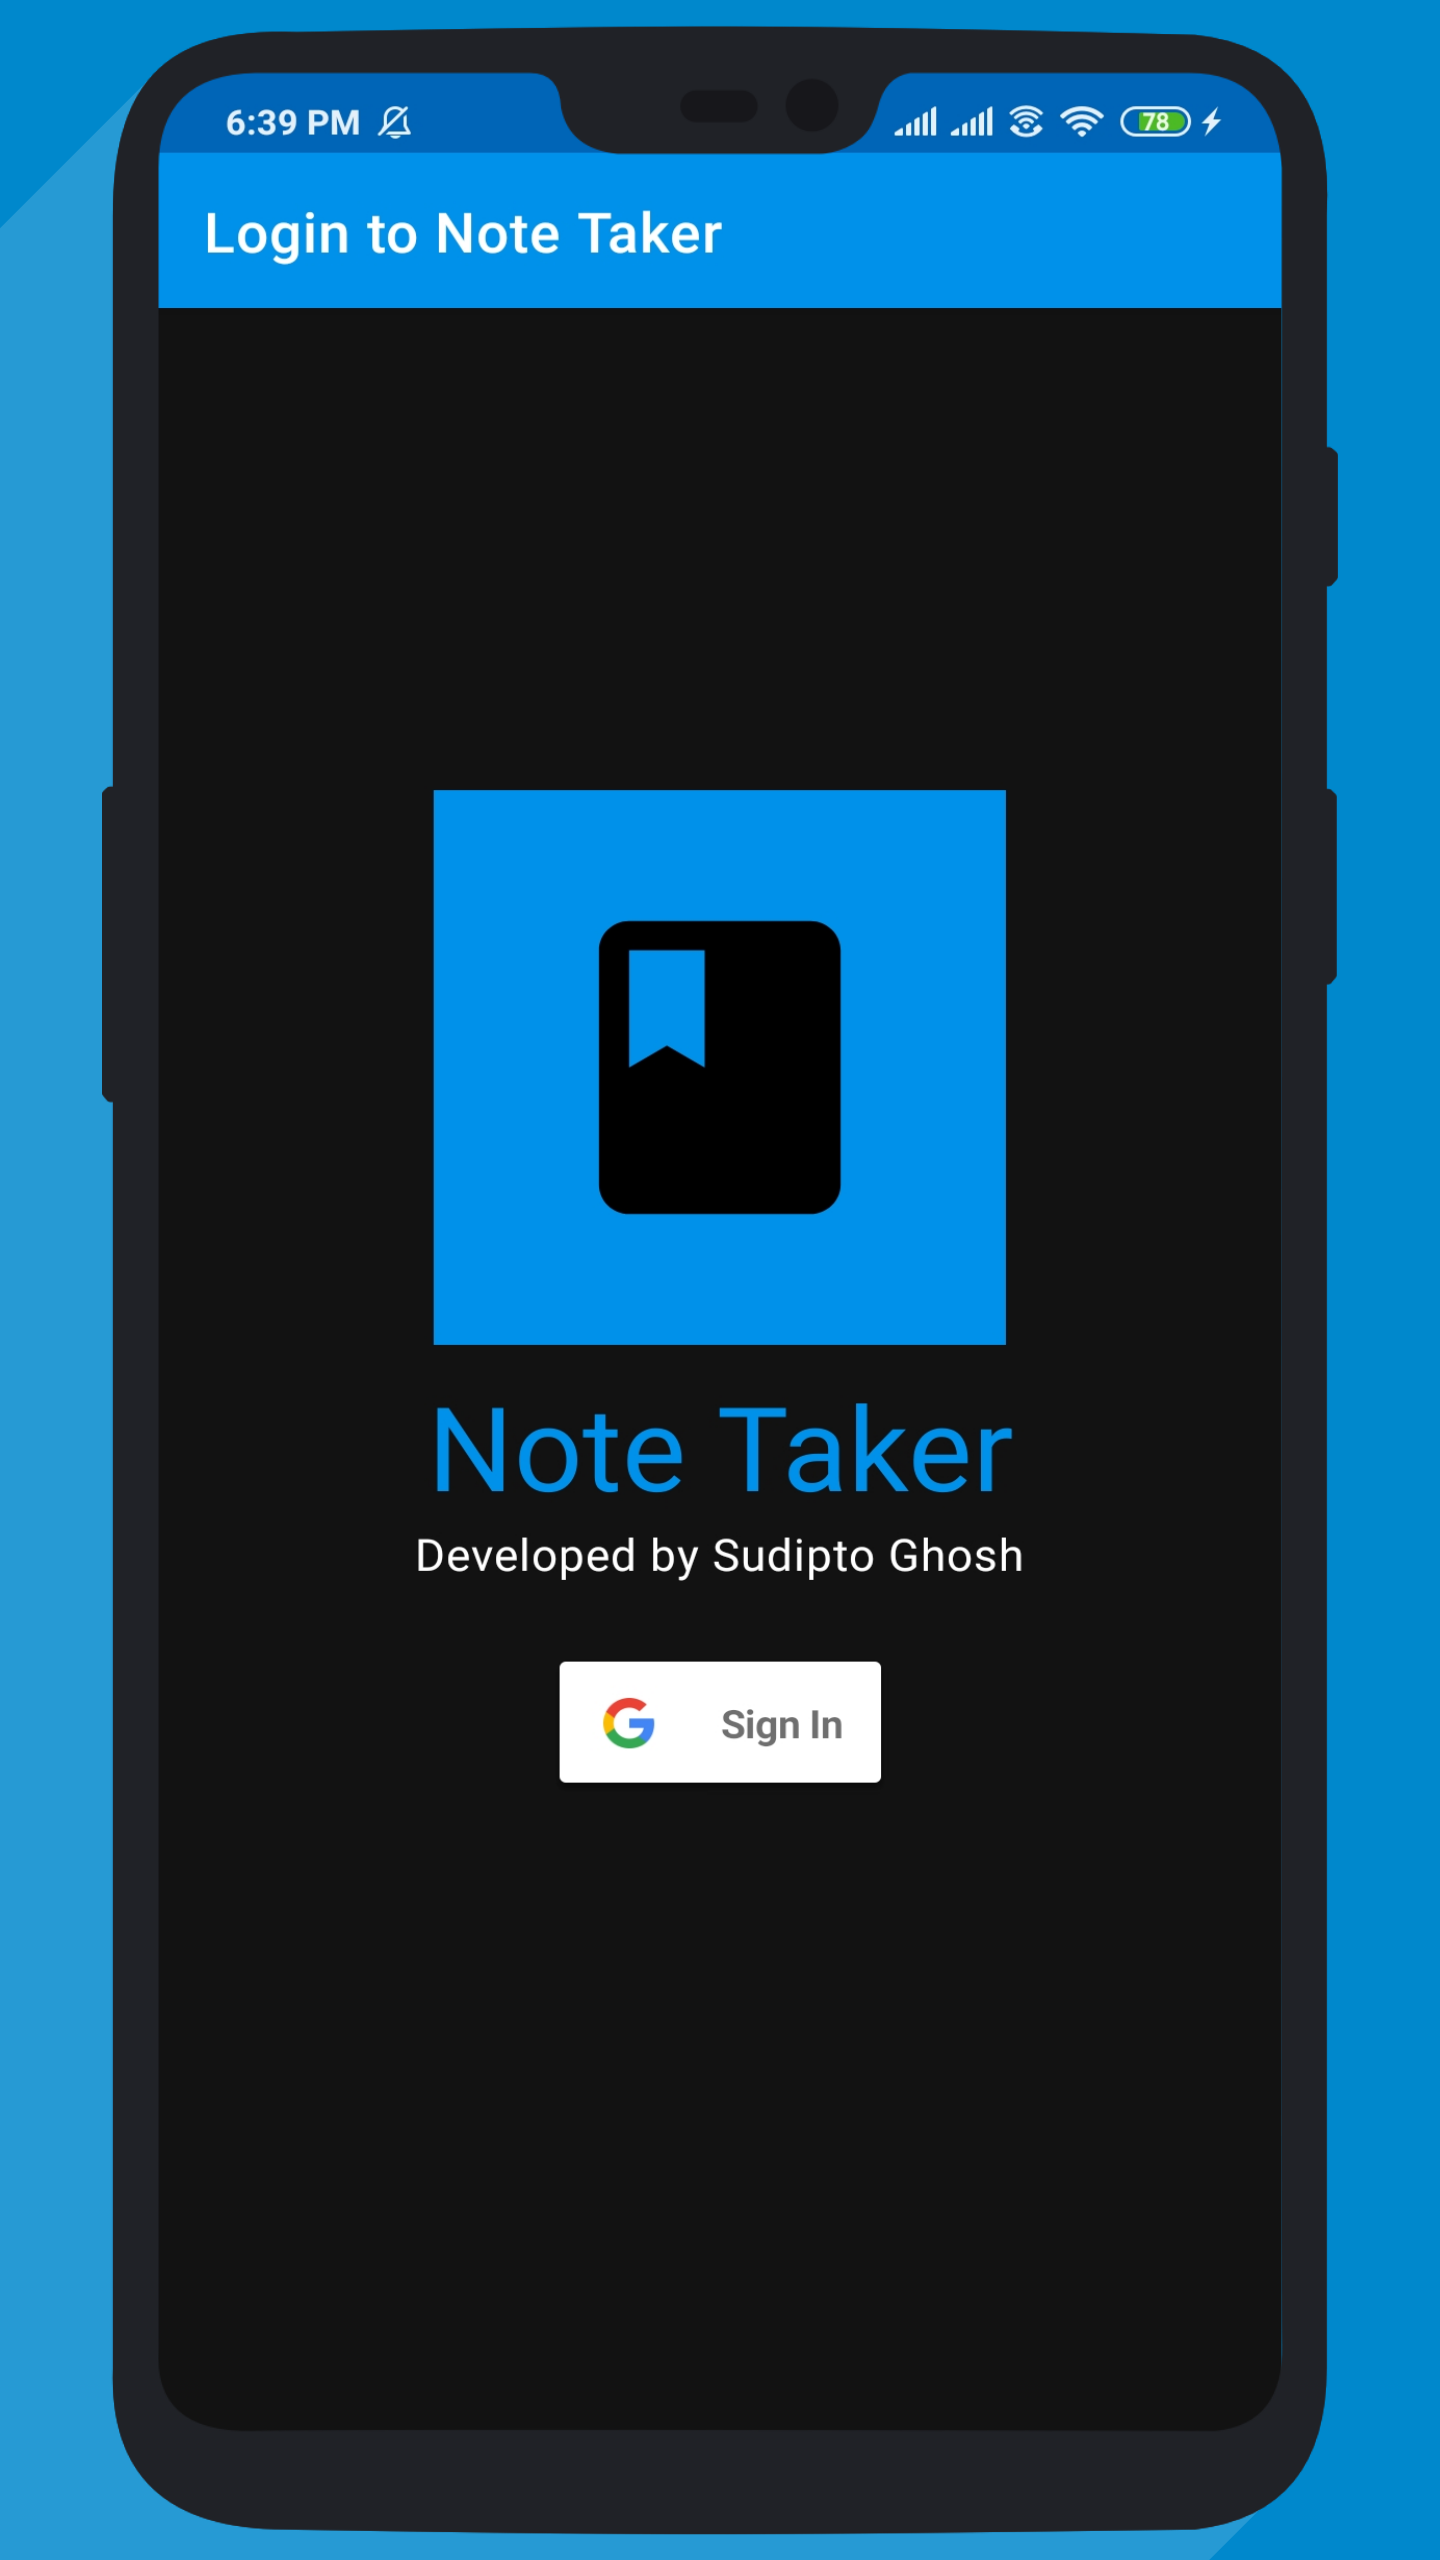 6:39 PM 78
Login to Note Taker
Note Taker
Developed by Sudipto Ghosh
G Sign In